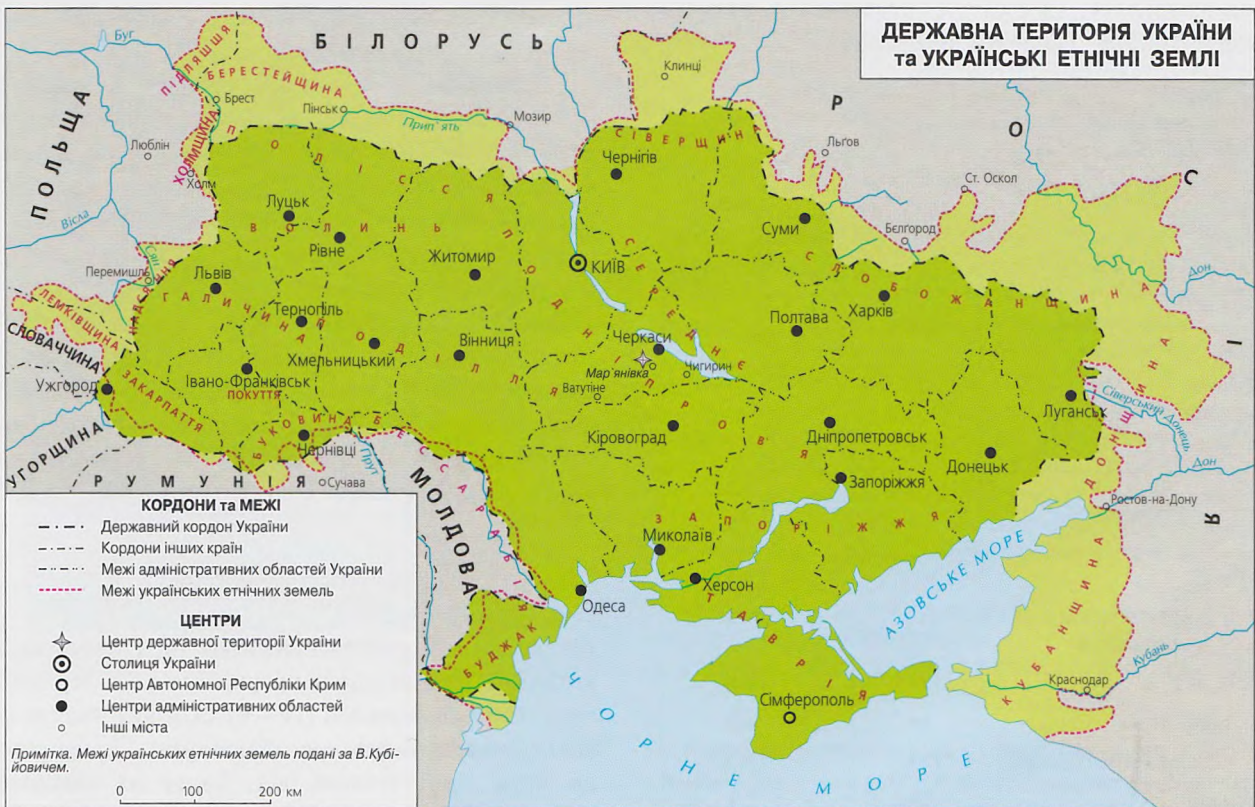 ДЕРЖАВНА ТЕРИТОРІЯ УКРАЇНИ
та УКРАЇНСЬКІ ЕТНІЧНІ ЗЕМЛІ
БІЛОРУСЬ
ПОЛЬЩА
РОСІЯ
СЛОВАЧЧИНА
УГОРЩИНА
РУМУНІЯ
МОЛДОВА
Буг
ПІДЛЯШШЯ
БЕРЕСТЕЙЩИНА
Брест
Пінськ
Прип'ять
Мозир
Клинці
Люблін
ХОЛМЩИНА
Холм
ПОЛІССЯ
СІВЕРЩИНА
Чернігів
Льгов
Ст. Оскол
Луцьк
ВОЛИНЬ
Рівне
Житомир
КИЇВ
Суми
Бєлгород
СЛОБОЖАНЩИНА
Дон
Вісла
Сян
Перемишль
НАДСЯННЯ
Львів
ГАЛИЧИНА
Тернопіль
ПОДІЛЛЯ
Хмельницький
Вінниця
СЕРЕДНЄ
ПОДНІПРОВ'Я
Черкаси
Мар'янівка
Чигирин
Ватутіне
Полтава
Харків
ЛЕМКІВЩИНА
Ужгород
ЗАКАРПАТТЯ
Івано-Франківськ
ПОКУТТЯ
БУКОВИНА
Чернівці
Сучава
Прут
БЕССАРАБІЯ
Кіровоград
Дніпропетровськ
Донецьк
Луганськ
Сіверський Донець
Дон
ДОНЩИНА
Ростов-на-Дону
Запоріжжя
ЗАПОРІЖЖЯ
Миколаїв
Херсон
Одеса
БУДЖАК
ТАВРІЯ
Сімферополь
АЗОВСЬКЕ МОРЕ
ЧОРНЕ МОРЕ
КУБАНЩИНА
Кубань
Краснодар
КОРДОНИ та МЕЖІ
Державний кордон України
Кордони інших країн
Межі адміністративних областей України
Межі українських етнічних земель
ЦЕНТРИ
Центр державної території України
Столиця України
Центр Автономної Республіки Крим
Центри адміністративних областей
Інші міста
Примітка. Межі українських етнічних земель подані за В.Кубі-
йовичем.
0 100 200 км